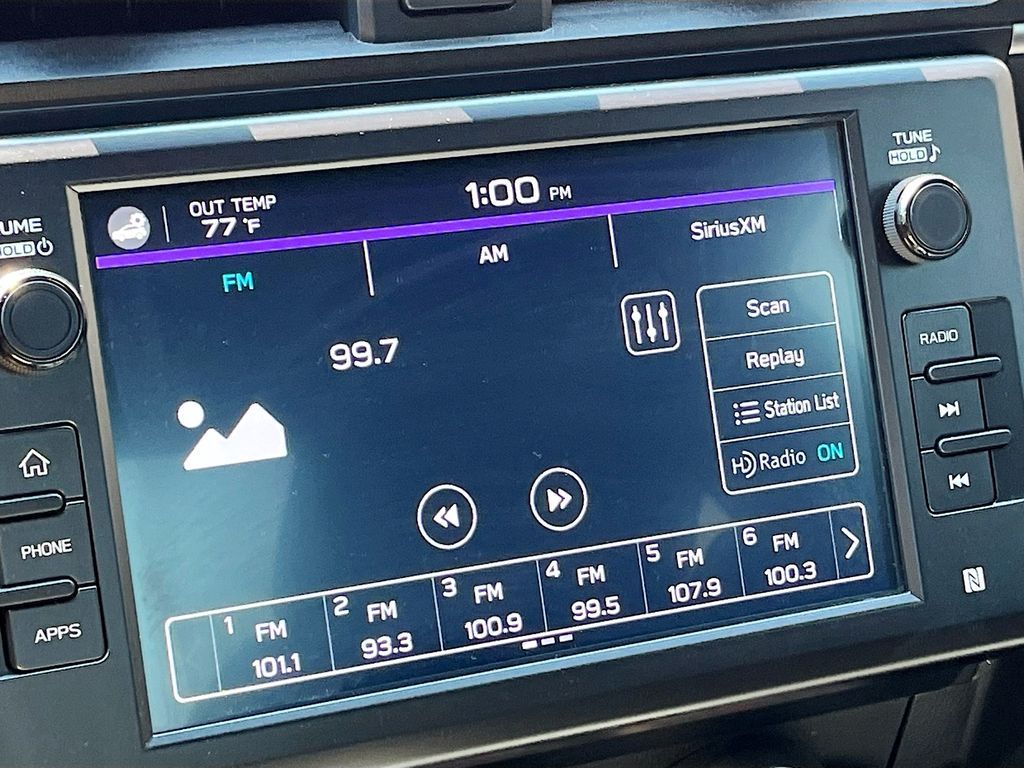 TUNE
HOLD
UME
HOLD
OUT TEMP
77 °F
1:00 PM
FM
AM
SiriusXM
99.7
Scan
Replay
Station List
HD Radio ON
RADIO
PHONE
APPS
1 FM
101.1
2 FM
93.3
3 FM
100.9
4 FM
99.5
5 FM
107.9
6 FM
100.3